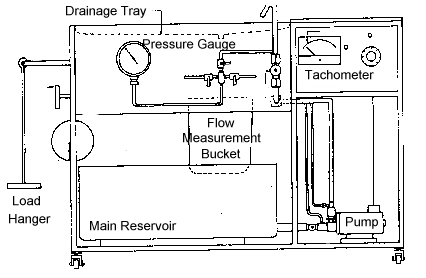 Drainage Tray
Pressure Gauge
Tachometer
Flow
Measurement
Bucket
Load
Hanger
Main Reservoir
Pump